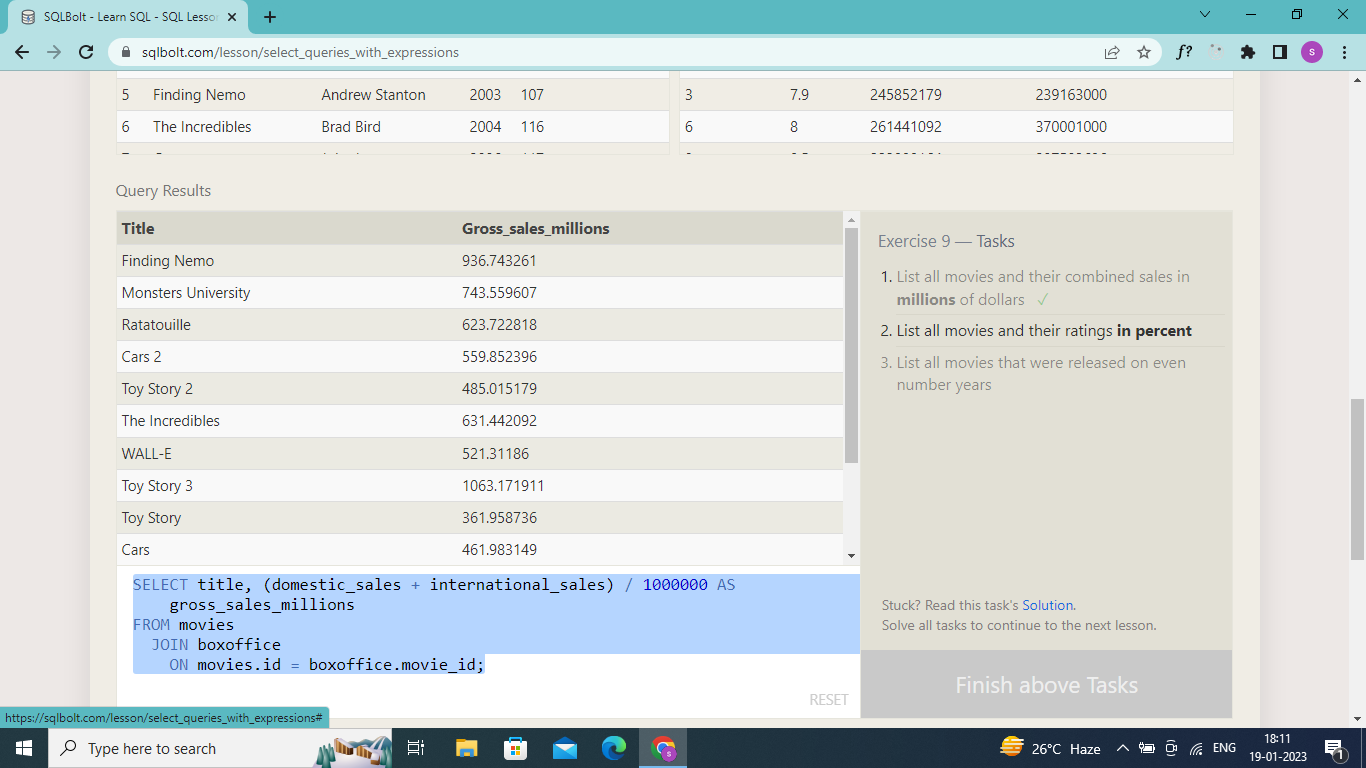 SQLBolt - Learn SQL - SQL Lesso
sqlbolt.com/lesson/select_queries_with_expressions
f?
s
5 Finding Nemo Andrew Stanton 2003 107 3 7.9 245852179 239163000
6 The Incredibles Brad Bird 2004 116 6 8 261441092 370001000
Query Results
Title Gross_sales_millions
Finding Nemo 936.743261
Monsters University 743.559607
Ratatouille 623.722818
Cars 2 559.852396
Toy Story 2 485.015179
The Incredibles 631.442092
WALL-E 521.31186
Toy Story 3 1063.171911
Toy Story 361.958736
Cars 461.983149
Exercise 9 — Tasks
1. List all movies and their combined sales in
millions of dollars ✓
2. List all movies and their ratings in percent
3. List all movies that were released on even
number years
SELECT title, (domestic_sales + international_sales) / 1000000 AS
gross_sales_millions
FROM movies
JOIN boxoffice
ON movies.id = boxoffice.movie_id;
RESET
Stuck? Read this task's Solution.
Solve all tasks to continue to the next lesson.
Finish above Tasks
https://sqlbolt.com/lesson/select_queries_with_expressions#
Type here to search
s
26°C Haze
ENG
18:11
19-01-2023
1